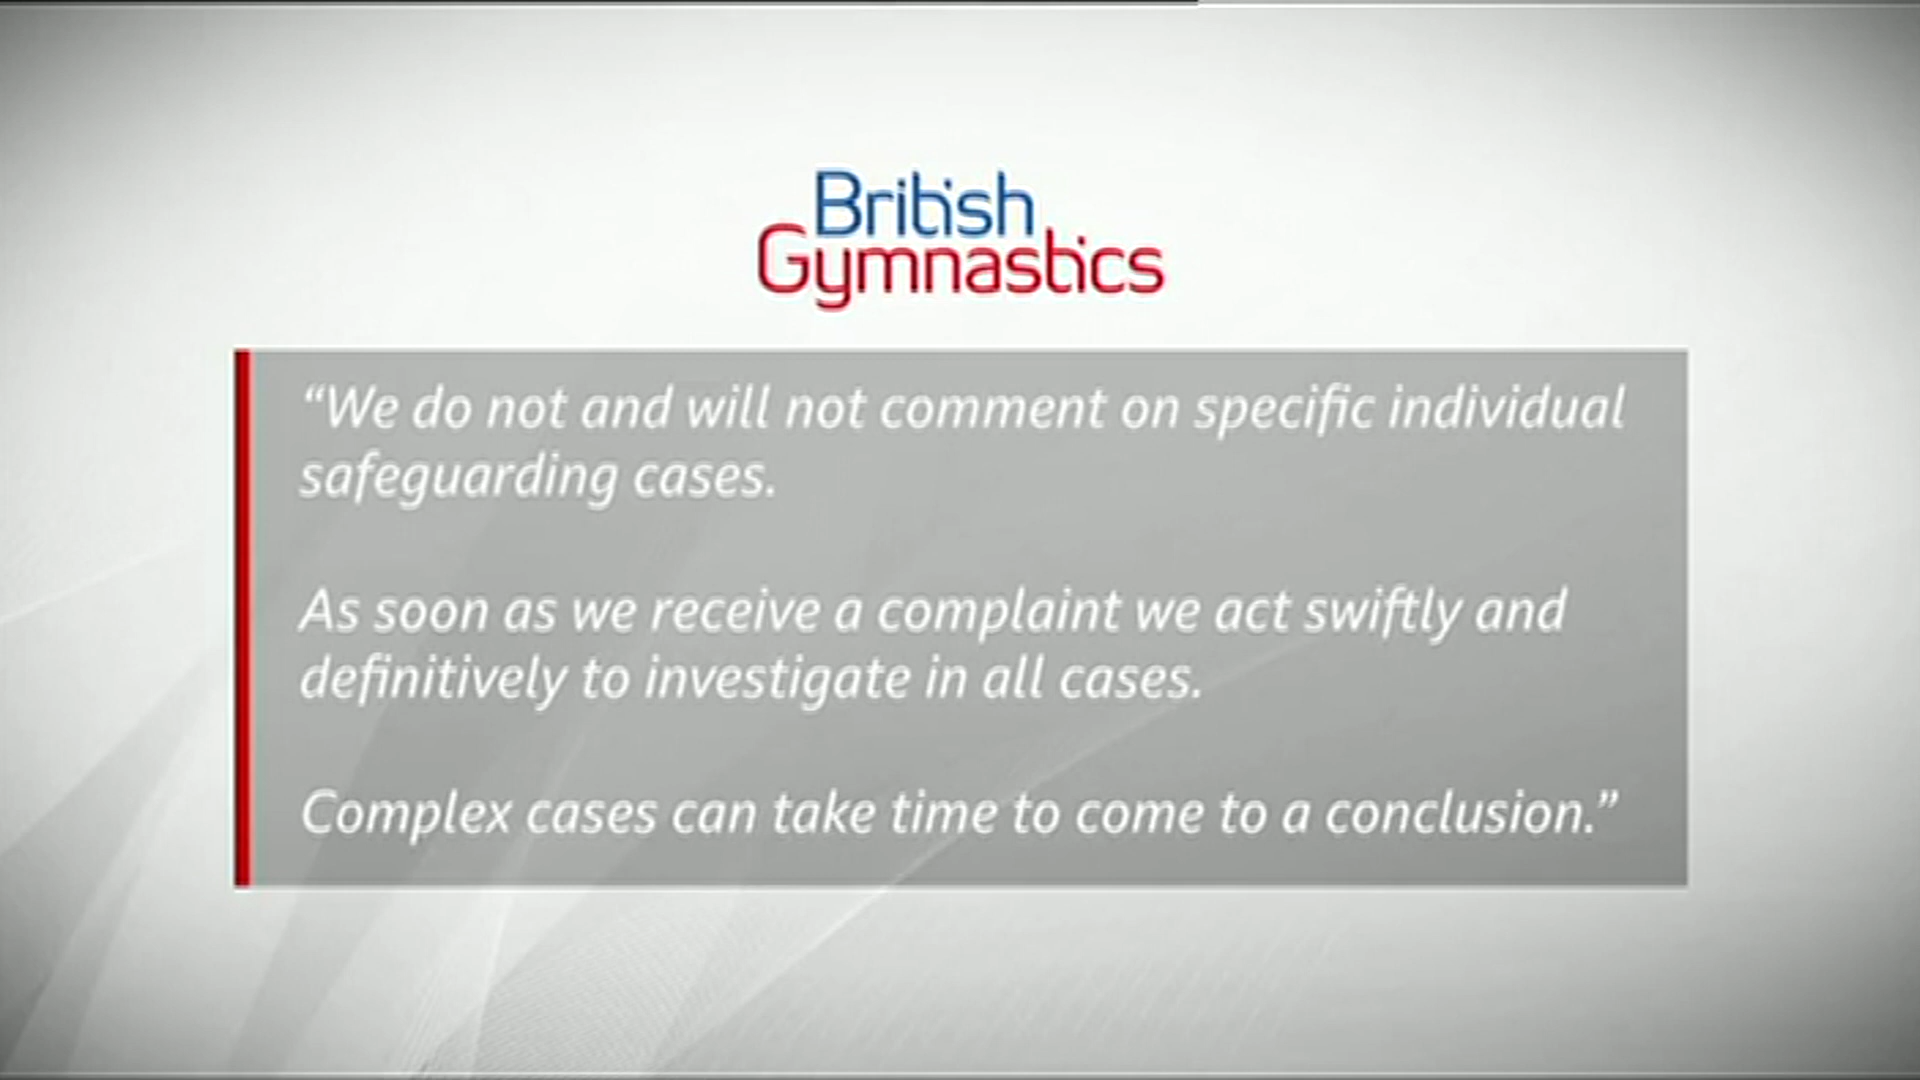 British
Gymnastics
“We do not and will not comment on specific individual
safeguarding cases.
As soon as we receive a complaint we act swiftly and
definitively to investigate in all cases.
Complex cases can take time to come to a conclusion.”